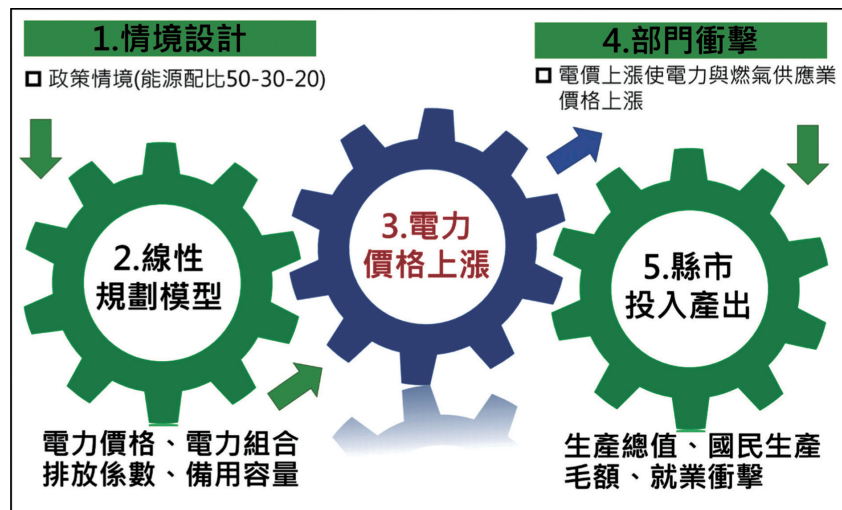 1.情境設計
政策情境(能源配比50-30-20)
2.線性
規劃模型
電力價格、電力組合
排放係數、備用容量
3.電力
價格上漲
4.部門衝擊
電價上漲使電力與燃氣供應業
價格上漲
5.縣市
投入產出
生產總值、國民生產
毛額、就業衝擊